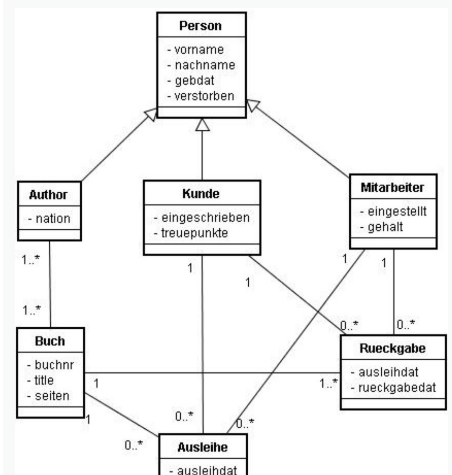 Person
- vorname
- nachname
- gebdat
- verstorben
Author
- nation
Kunde
- eingeschrieben
- treuepunkte
Mitarbeiter
- eingestellt
- gehalt
1..*
1
1
1
1
1..*
0..*
0..*
Buch
- buchnr
- title
- seiten
Rueckgabe
- ausleihdat
- rueckgabedat
1
1..*
1
0..*
0..*
0..*
Ausleihe
- ausleihdat